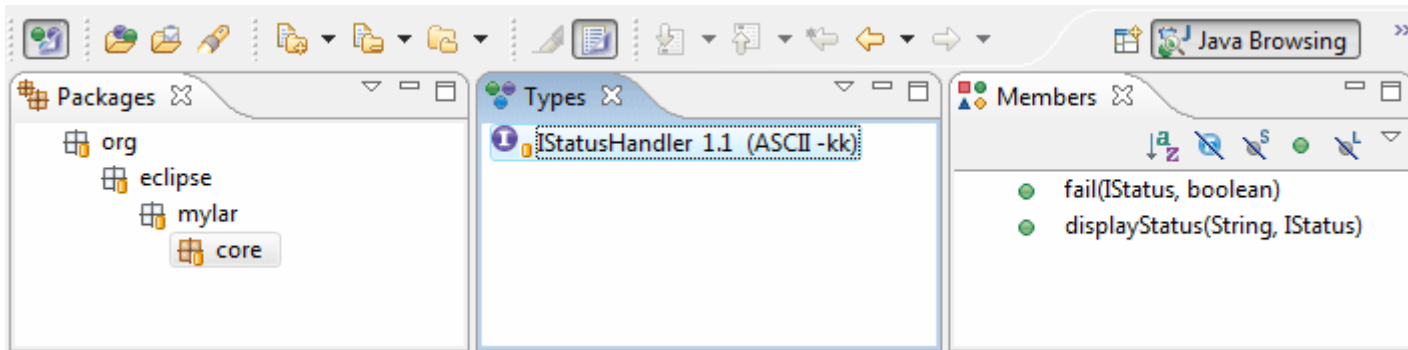 Java Browsing
Packages
Types
Members
org
eclipse
mylar
core
IStatusHandler 1.1 (ASCII -kk)
fail(IStatus, boolean)
displayStatus(String, IStatus)